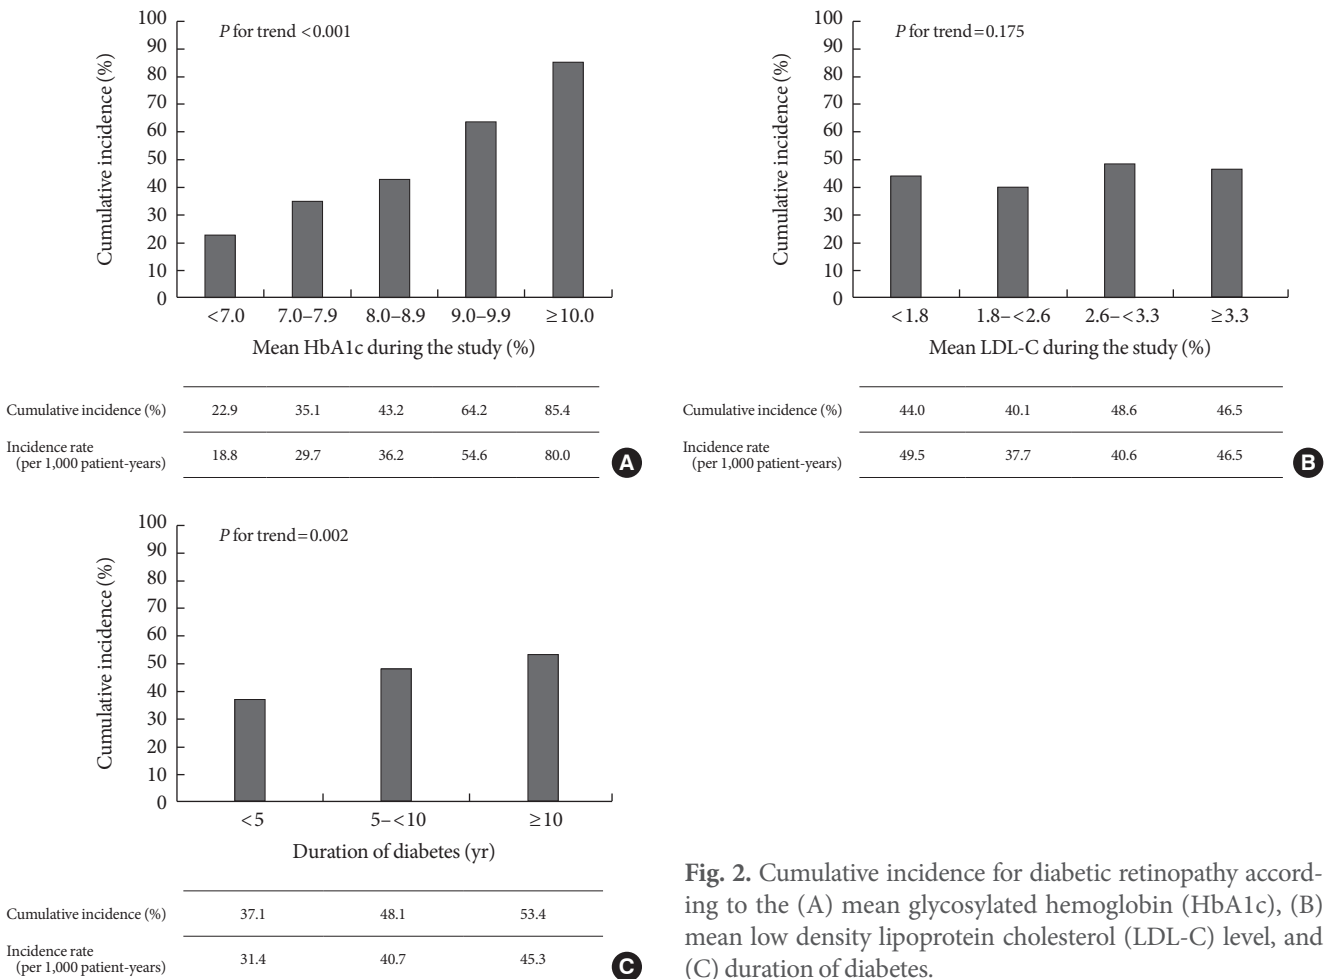 100
90
80
70
60
50
40
30
20
10
0
Cumulative incidence (%)
P for trend <0.001
<7.0 7.0–7.9 8.0–8.9 9.0–9.9 ≥10.0
Mean HbA1c during the study (%)
Cumulative incidence (%) 22.9 35.1 43.2 64.2 85.4
Incidence rate
(per 1,000 patient-years) 18.8 29.7 36.2 54.6 80.0
A
100
90
80
70
60
50
40
30
20
10
0
Cumulative incidence (%)
P for trend=0.175
<1.8 1.8–<2.6 2.6–<3.3 ≥3.3
Mean LDL-C during the study (%)
Cumulative incidence (%) 44.0 40.1 48.6 46.5
Incidence rate
(per 1,000 patient-years) 49.5 37.7 40.6 46.5
B
100
90
80
70
60
50
40
30
20
10
0
Cumulative incidence (%)
P for trend=0.002
<5 5–<10 ≥10
Duration of diabetes (yr)
Cumulative incidence (%) 37.1 48.1 53.4
Incidence rate
(per 1,000 patient-years) 31.4 40.7 45.3
C
Fig. 2. Cumulative incidence for diabetic retinopathy accord-
ing to the (A) mean glycosylated hemoglobin (HbA1c), (B)
mean low density lipoprotein cholesterol (LDL-C) level, and
(C) duration of diabetes.